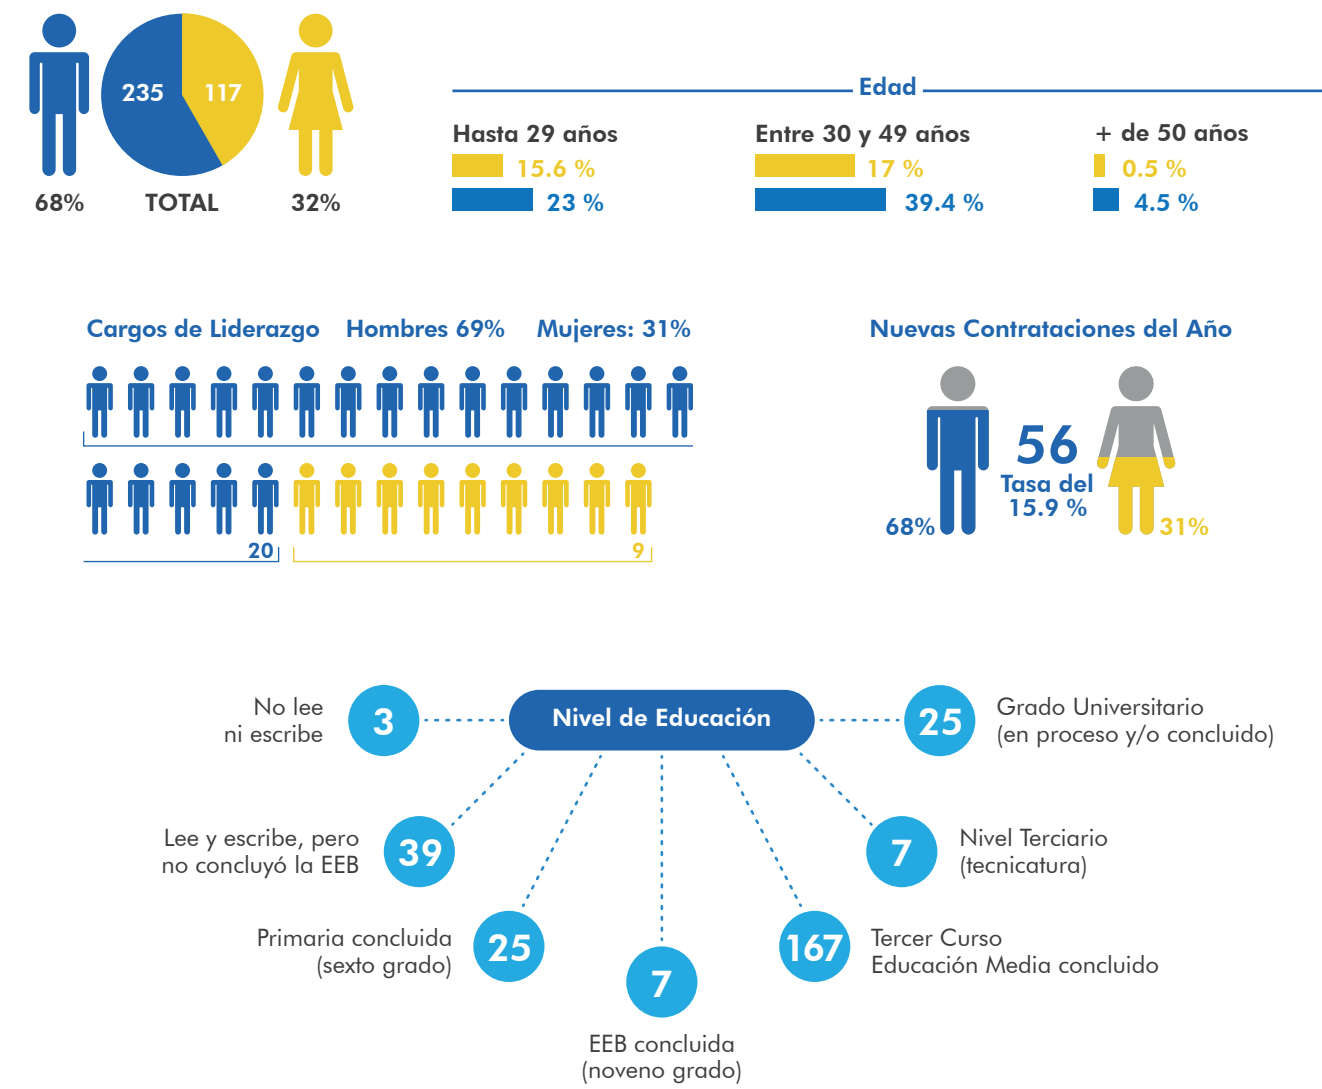 235
117
68%
TOTAL
32%
Edad
Hasta 29 años
15.6 %
23 %
Entre 30 y 49 años
17 %
39.4 %
+ de 50 años
0.5 %
4.5 %
Cargos de Liderazgo Hombres 69% Mujeres: 31%
20
9
Nuevas Contrataciones del Año
56
Tasa del
15.9 %
68%
31%
Nivel de Educación
No lee
ni escribe
3
Lee y escribe, pero
no concluyó la EEB
39
Primaria concluida
(sexto grado)
25
7
EEB concluida
(noveno grado)
167
Tercer Curso
Educación Media concluido
7
Nivel Terciario
(tecnicatura)
25
Grado Universitario
(en proceso y/o concluido)